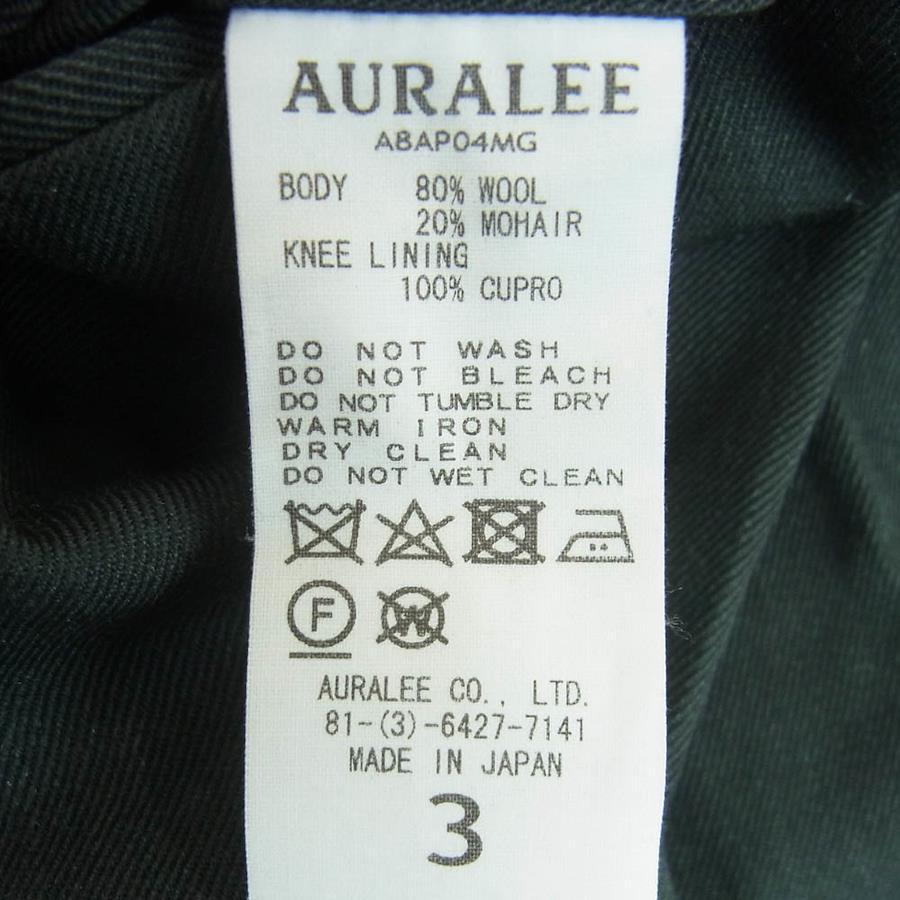 AURALEE
A8AP04MG
BODY 80% WOOL
20% MOHAIR
KNEE LINING
100% CUPRO
DO NOT WASH
DO NOT BLEACH
DO NOT TUMBLE DRY
WARM IRON
DRY CLEAN
DO NOT WET CLEAN
F W
AURALEE CO., LTD.
81-(3)-6427-7141
MADE IN JAPAN
3